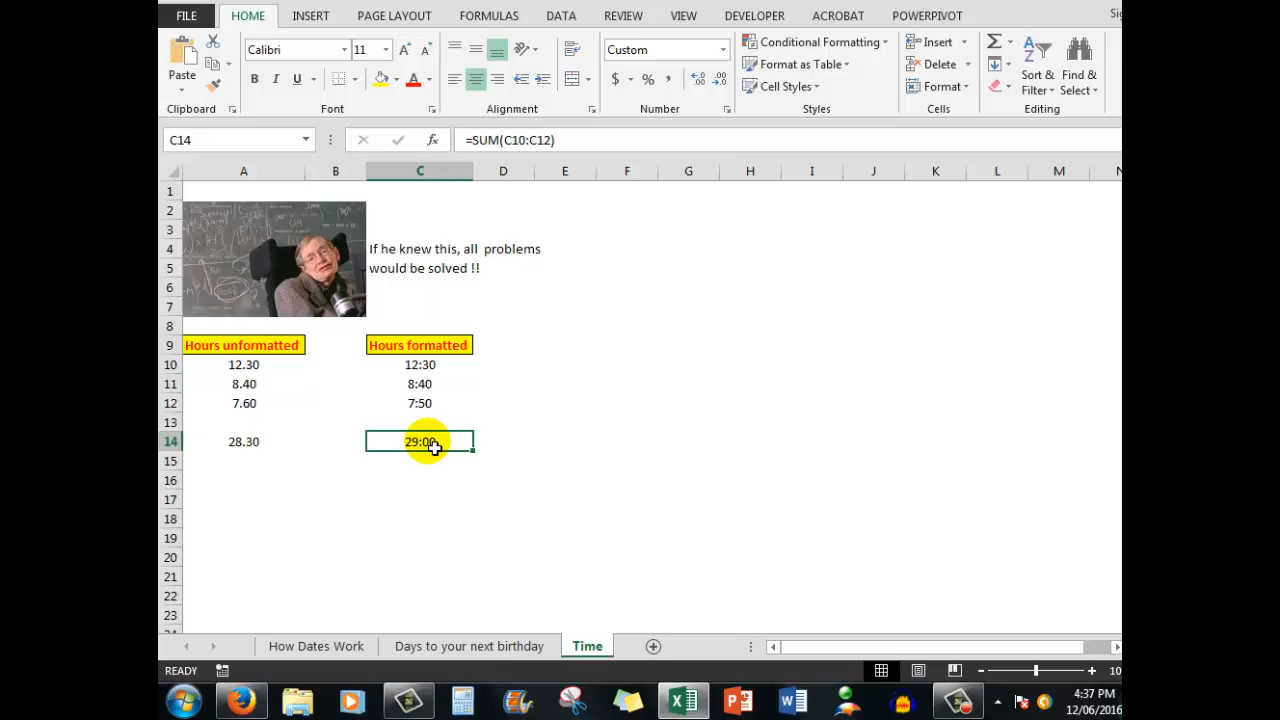 FILE HOME INSERT PAGE LAYOUT FORMULAS DATA REVIEW VIEW DEVELOPER ACROBAT POWERPIVOT
Calibri 11 Custom Conditional Formatting Insert
Paste Format as Table Delete Sort & Find &
B I U $ % Cell Styles Format Filter Select
Clipboard Font Alignment Number Styles Cells Editing
C14 fx =SUM(C10:C12)
A B C D E F G H I J K L M N
1
2
3
4 If he knew this, all problems
5 would be solved !!
6
7
8
9 Hours unformatted Hours formatted
10 12.30 12:30
11 8.40 8:40
12 7.60 7:50
13
14 28.30 29:00
15
16
17
18
19
20
21
22
23
How Dates Work Days to your next birthday Time
READY 10
4:37 PM
12/06/2016